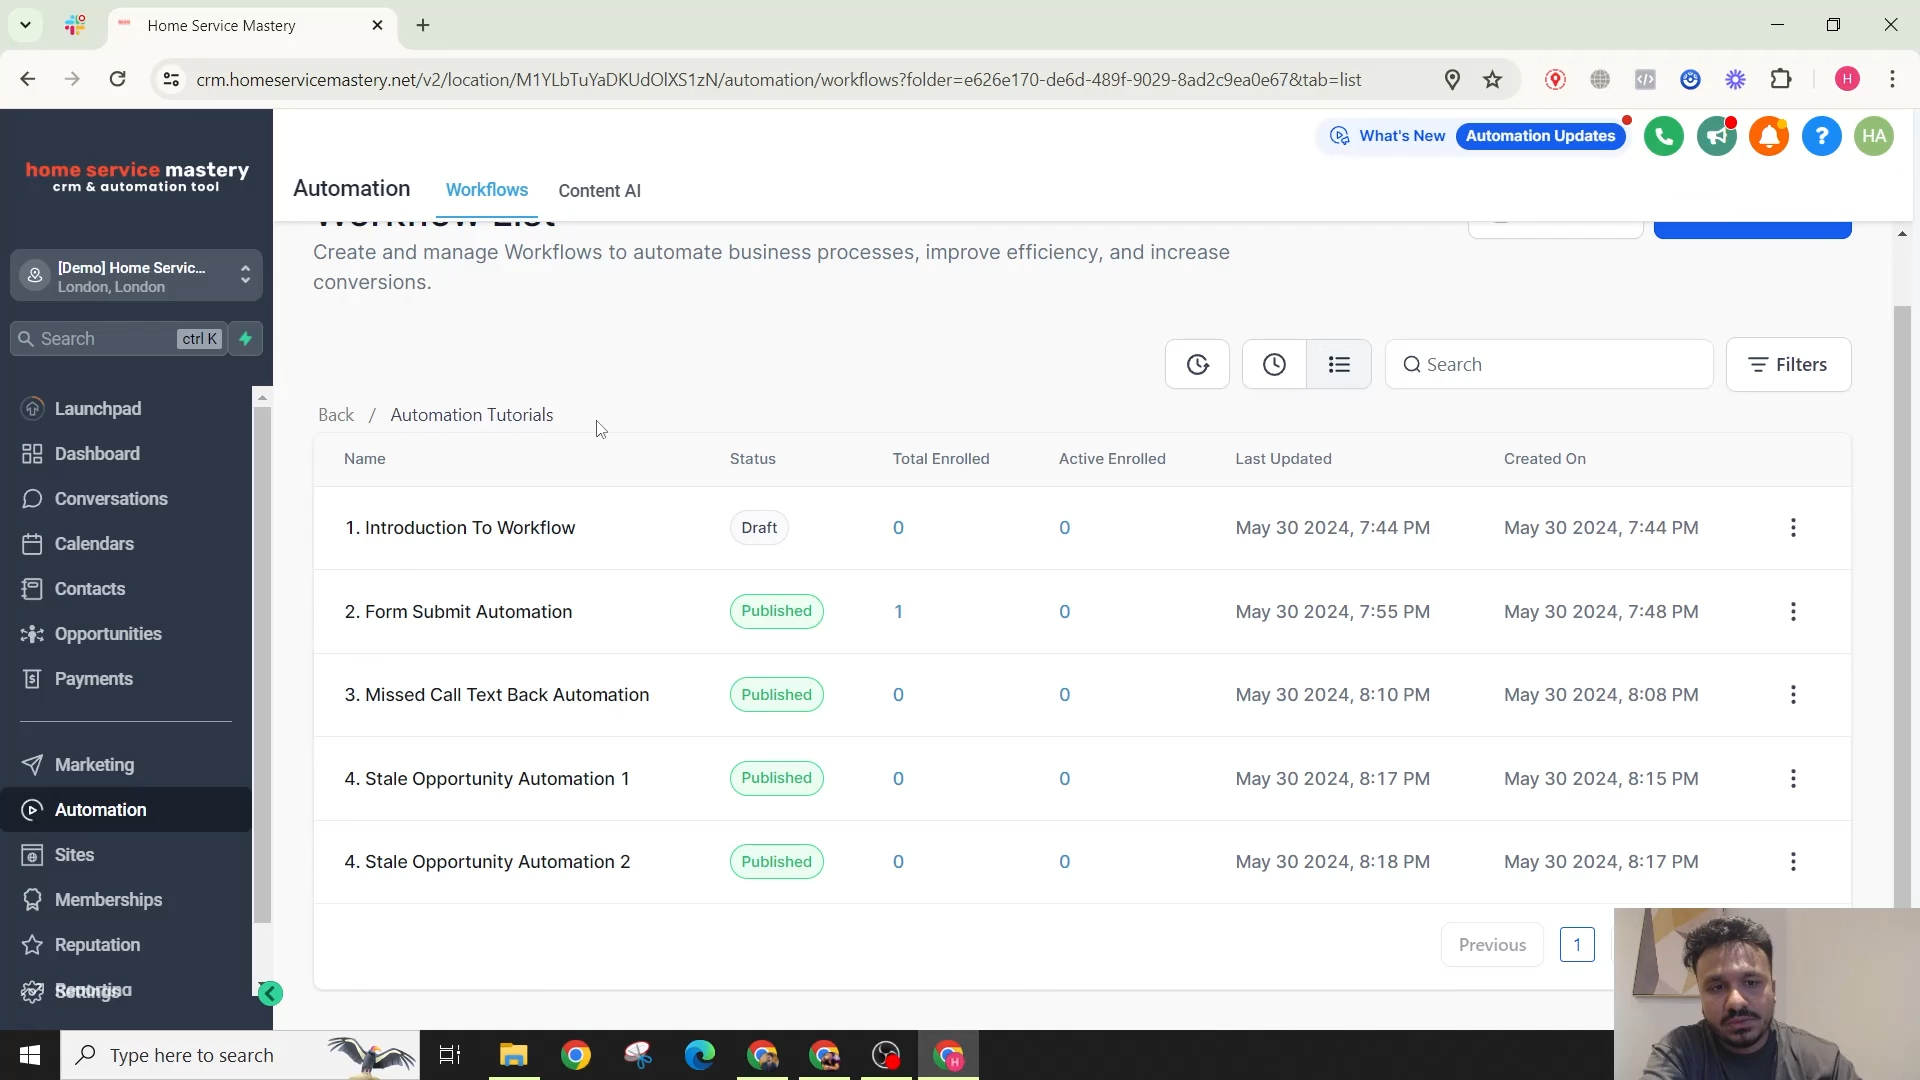 Home Service Mastery
crm.homeservicemastery.net/v2/location/M1YLbTuYaDKUdOlXS1zN/automation/workflows?folder=e626e170-de6d-489f-9029-8ad2c9ea0e67&tab=list
H
home service mastery
crm & automation tool
What's New
Automation Updates
HA
Automation
Workflows
Content AI
[Demo] Home Servic...
London, London
Search
ctrl K
Launchpad
Dashboard
Conversations
Calendars
Contacts
Opportunities
Payments
Marketing
Automation
Sites
Memberships
Reputation
Reporting
Settings
Workflow List
Create and manage Workflows to automate business processes, improve efficiency, and increase
conversions.
Search
Filters
Back / Automation Tutorials
Name Status Total Enrolled Active Enrolled Last Updated Created On
1. Introduction To Workflow Draft 0 0 May 30 2024, 7:44 PM May 30 2024, 7:44 PM
2. Form Submit Automation Published 1 0 May 30 2024, 7:55 PM May 30 2024, 7:48 PM
3. Missed Call Text Back Automation Published 0 0 May 30 2024, 8:10 PM May 30 2024, 8:08 PM
4. Stale Opportunity Automation 1 Published 0 0 May 30 2024, 8:17 PM May 30 2024, 8:15 PM
4. Stale Opportunity Automation 2 Published 0 0 May 30 2024, 8:18 PM May 30 2024, 8:17 PM
Previous 1
Type here to search